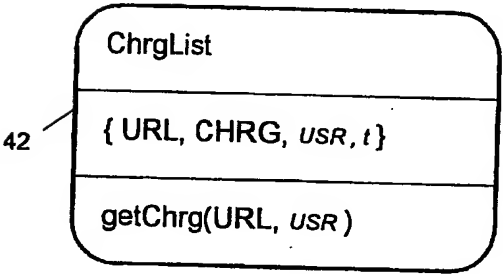 ChrgList
42
{ URL, CHRG, USR, t }
getChrg(URL, USR )